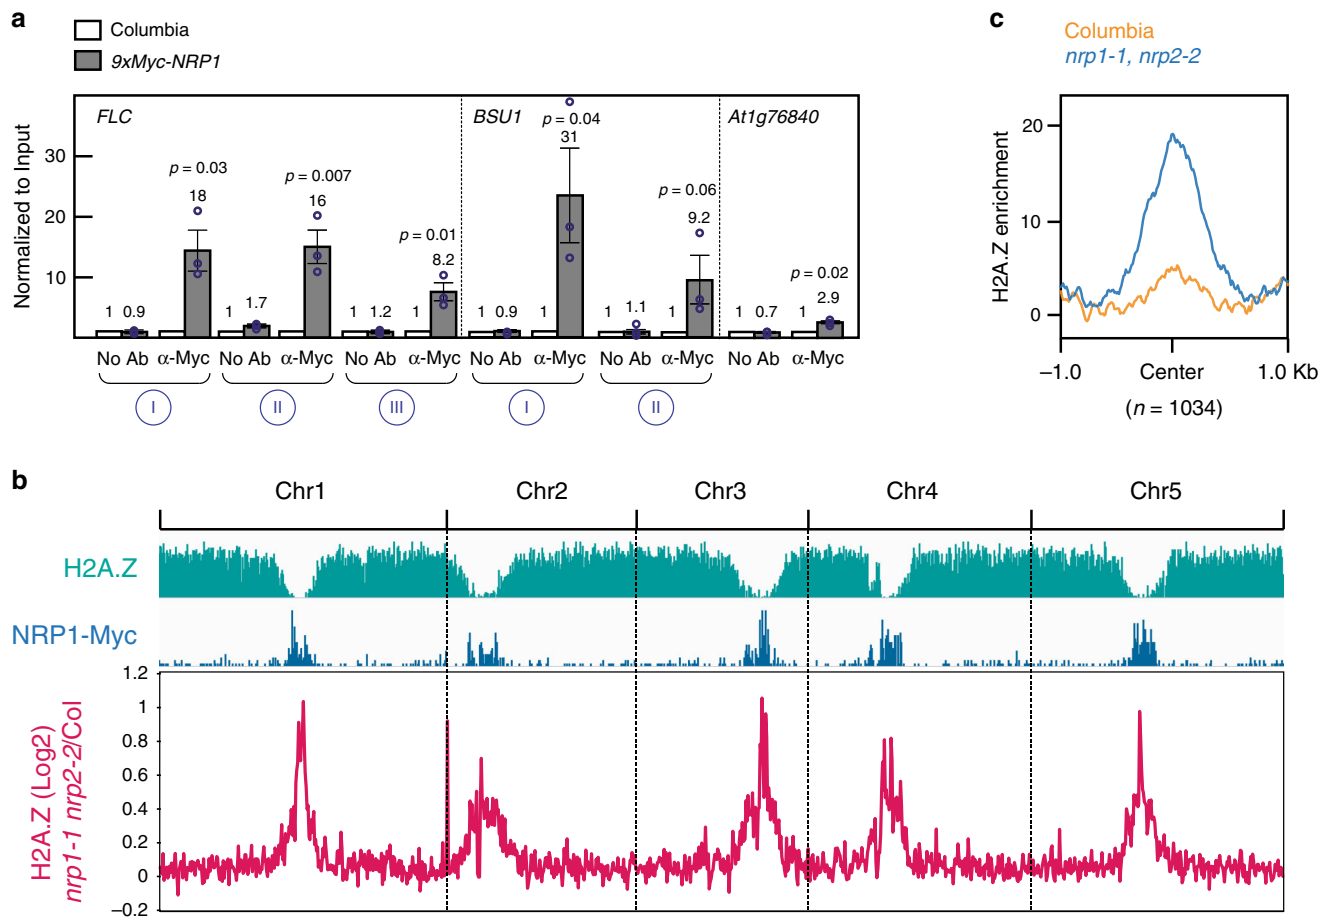 a
Columbia
9xMyc-NRP1
Normalized to Input
30
20
10
FLC
BSU1
At1g76840
p = 0.03
18
p = 0.007
16
p = 0.01
8.2
p = 0.04
31
p = 0.06
9.2
p = 0.02
2.9
1 0.9 1 1.7 1 1.2 1 1 0.9 1 1 1.1 1 1 0.7 1
No Ab α-Myc No Ab α-Myc No Ab α-Myc No Ab α-Myc No Ab α-Myc No Ab α-Myc
I II III I II
c
Columbia
nrp1-1, nrp2-2
H2A.Z enrichment
20
10
0
–1.0 Center 1.0 Kb
(n = 1034)
b
Chr1 Chr2 Chr3 Chr4 Chr5
H2A.Z
NRP1-Myc
H2A.Z (Log2)
nrp1-1 nrp2-2/Col
1.2
1
0.8
0.6
0.4
0.2
0
–0.2